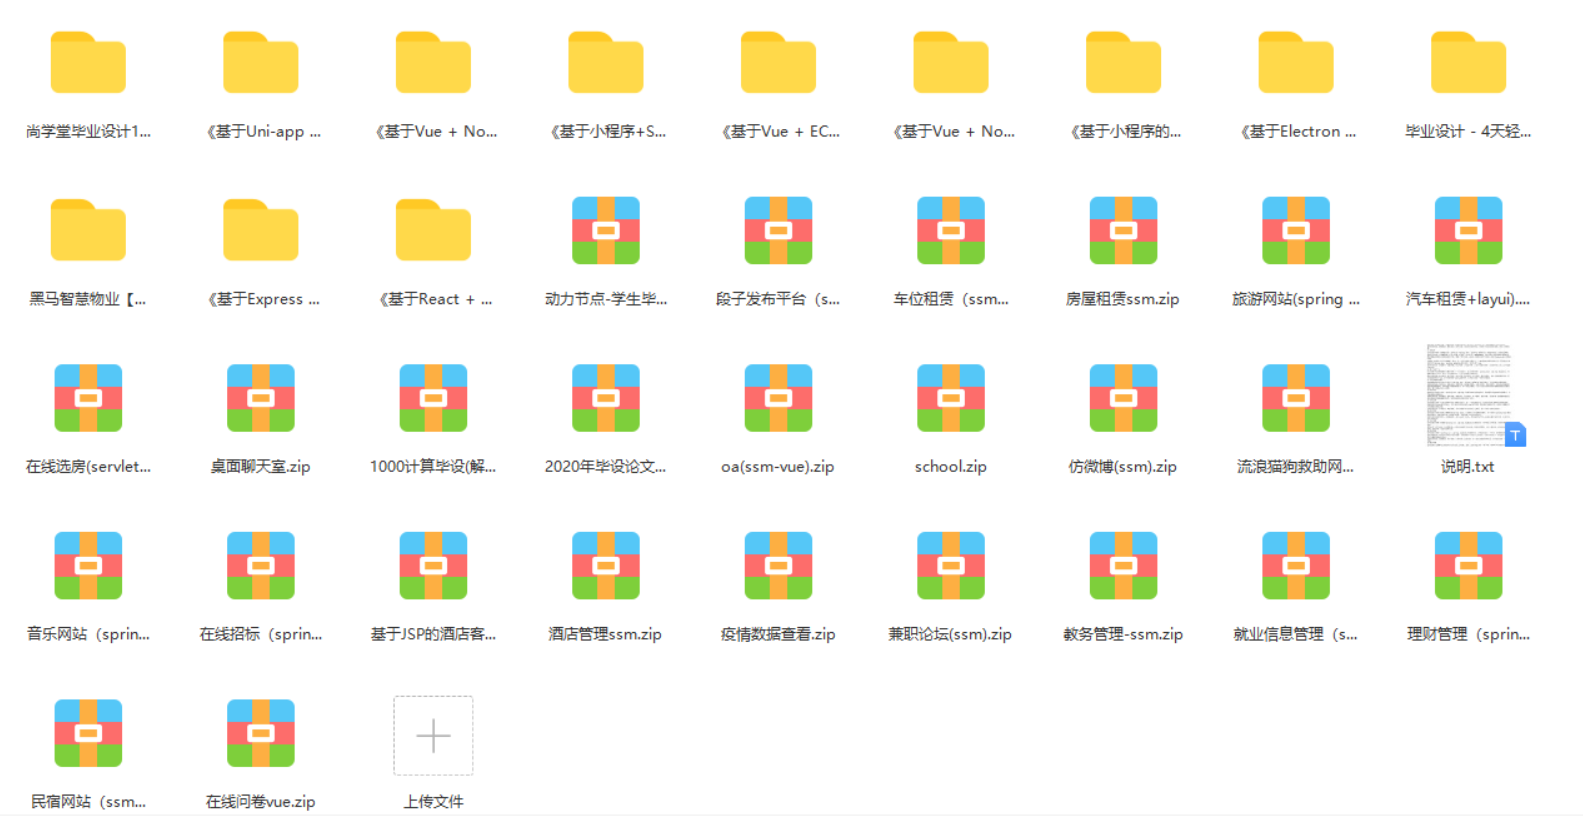 尚学堂毕业设计1...
《基于Uni-app ...
《基于Vue + No...
《基于小程序+S...
《基于Vue + EC...
《基于Vue + No...
《基于小程序的...
《基于Electron ...
毕业设计 - 4天轻...
黑马智慧物业【...
《基于Express ...
《基于React + ...
动力节点-学生毕...
段子发布平台（s...
车位租赁（ssm...
房屋租赁ssm.zip
旅游网站(spring ...
汽车租赁+layui)....
在线选房(servlet...
桌面聊天室.zip
1000计算毕设(解...
2020年毕设论文...
oa(ssm-vue).zip
school.zip
仿微博(ssm).zip
流浪猫狗救助网...
T
说明.txt
音乐网站（sprin...
在线招标（sprin...
基于JSP的酒店客...
酒店管理ssm.zip
疫情数据查看.zip
兼职论坛(ssm).zip
教务管理-ssm.zip
就业信息管理（s...
理财管理（sprin...
民宿网站（ssm...
在线问卷vue.zip
上传文件